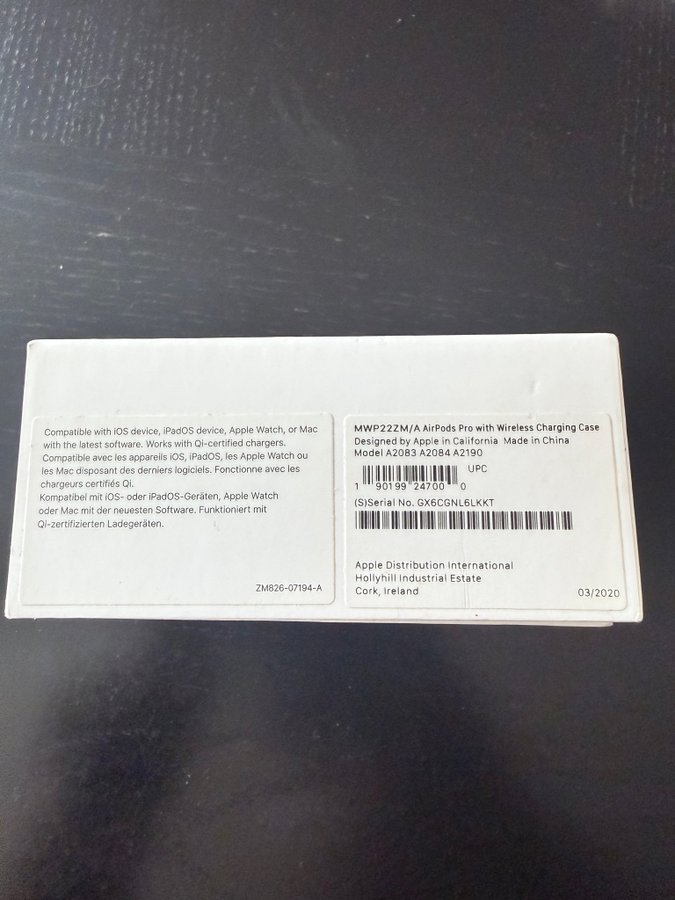 Compatible with iOS device, iPadOS device, Apple Watch, or Mac
with the latest software. Works with Qi-certified chargers.
Compatible avec les appareils iOS, iPadOS, les Apple Watch ou
les Mac disposant des derniers logiciels. Fonctionne avec les
chargeurs certifiés Qi.
Kompatibel mit iOS- oder iPadOS-Geräten, Apple Watch
oder Mac mit der neuesten Software. Funktioniert mit
Qi-zertifizierten Ladegeräten.
ZM826-07194-A
MWP22ZM/A AirPods Pro with Wireless Charging Case
Designed by Apple in California Made in China
Model A2083 A2084 A2190
UPC
1 90199 24700 0
(S)Serial No. GX6CGNL6LKKT
Apple Distribution International
Hollyhill Industrial Estate
Cork, Ireland
03/2020